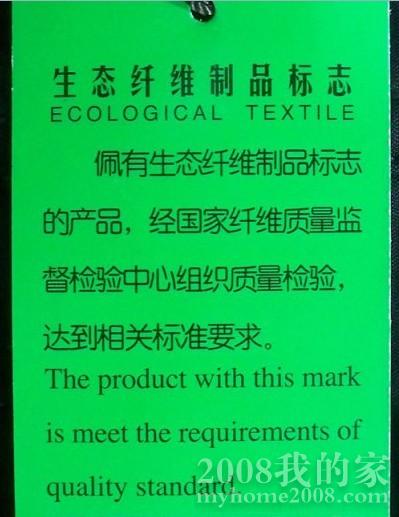 生态纤维制品标志
ECOLOGICAL TEXTILE
佩有生态纤维制品标志
的产品，经国家纤维质量监
督检验中心组织质量检验，
达到相关标准要求。
The product with this mark
is meet the requirements of
quality standard.
2008我的家
myhome2008.com